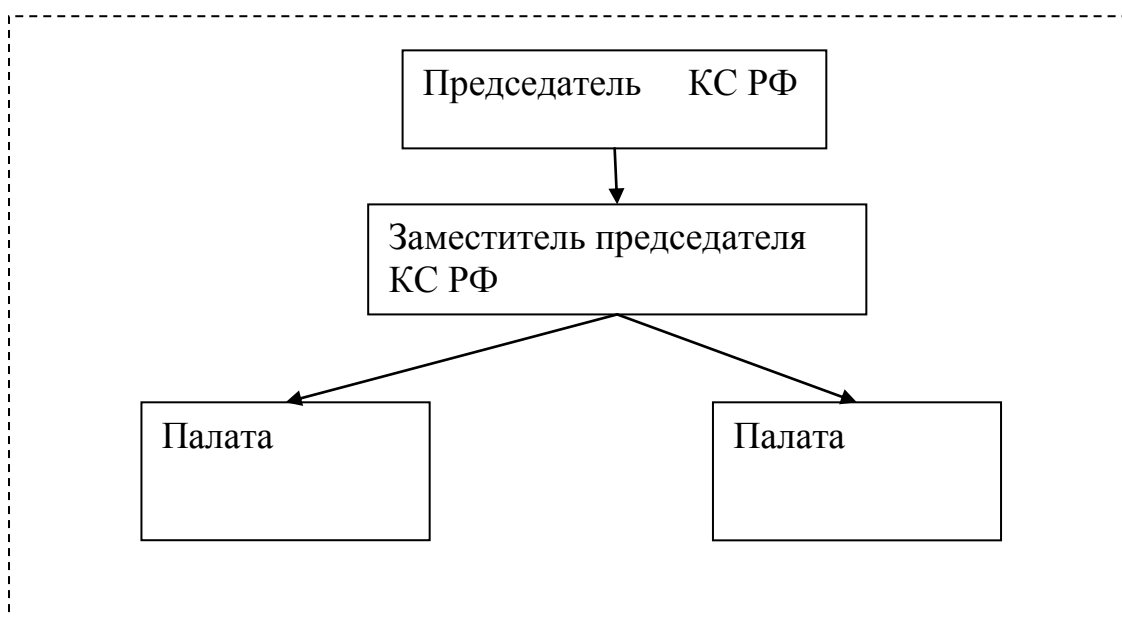 Председатель КС РФ
Заместитель председателя
КС РФ
Палата
Палата